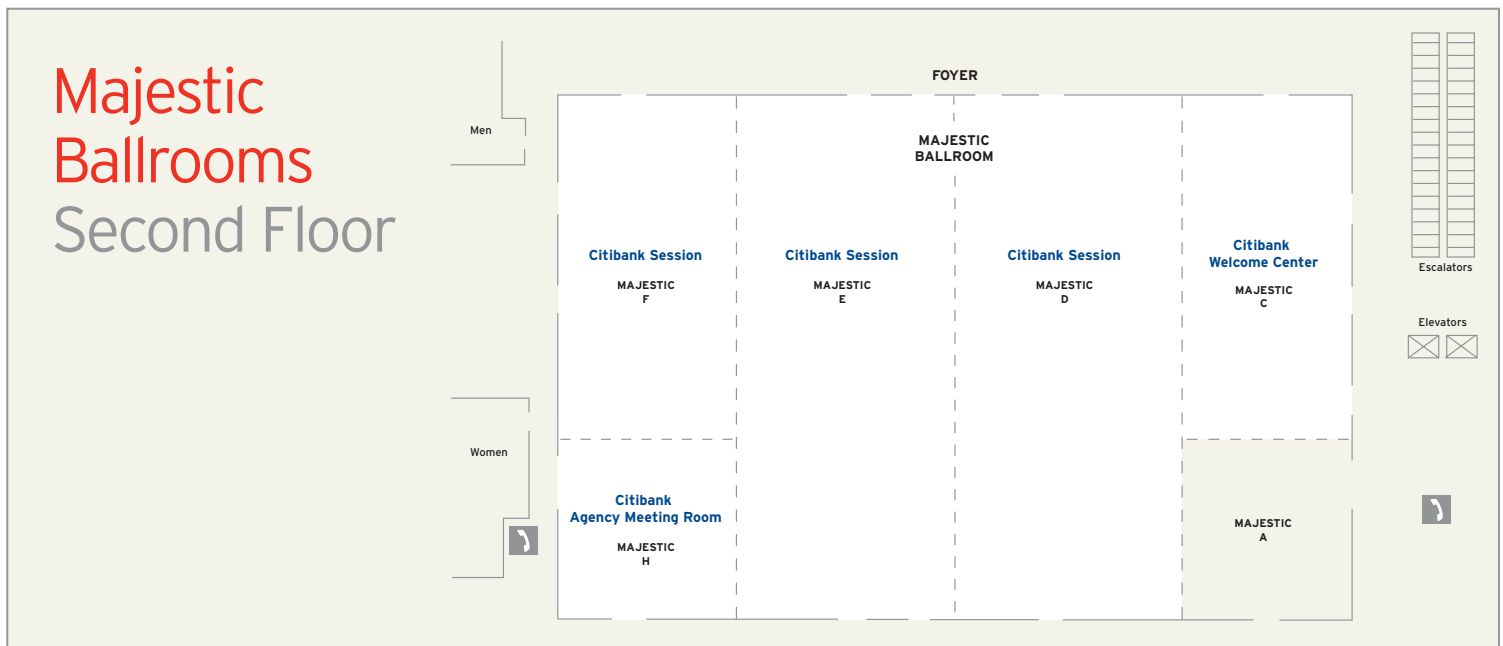 Majestic
Ballrooms
Second Floor
Men
FOYER
MAJESTIC
BALLROOM
Citibank Session
MAJESTIC
F
Citibank Session
MAJESTIC
E
Citibank Session
MAJESTIC
D
Citibank
Welcome Center
MAJESTIC
C
Escalators
Elevators
Women
Citibank
Agency Meeting Room
MAJESTIC
H
MAJESTIC
A